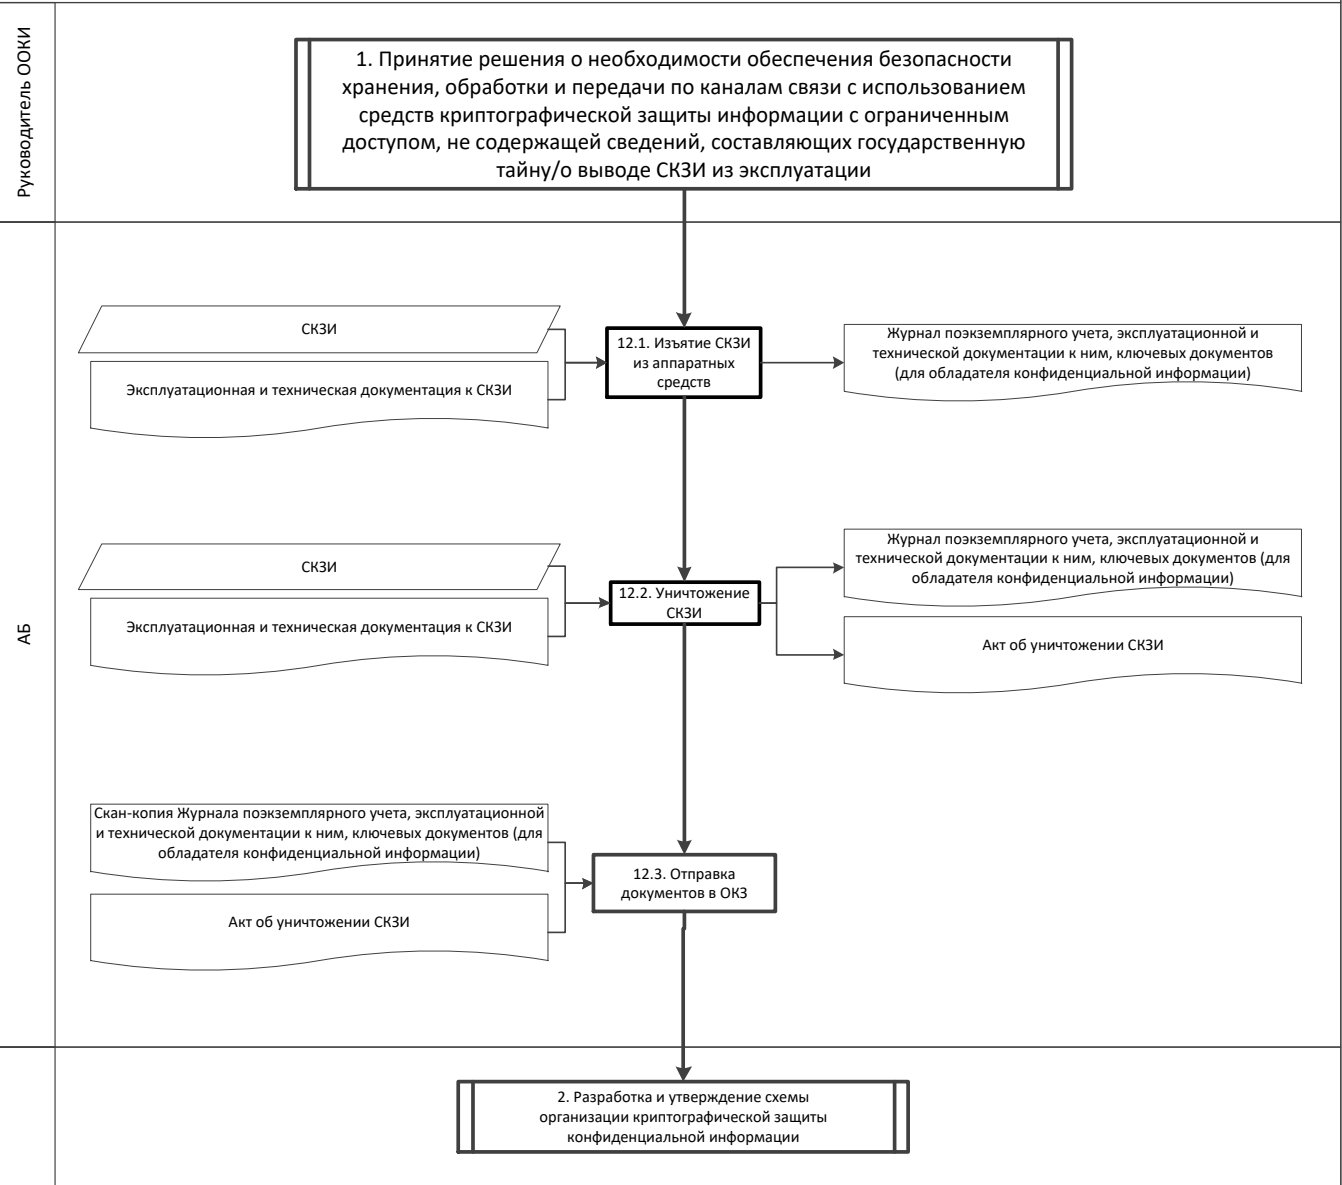 Руководитель ООКИ
1. Принятие решения о необходимости обеспечения безопасности
хранения, обработки и передачи по каналам связи с использованием
средств криптографической защиты информации с ограниченным
доступом, не содержащей сведений, составляющих государственную
тайну/о выводе СКЗИ из эксплуатации
АБ
СКЗИ
Эксплуатационная и техническая документация к СКЗИ
12.1. Изъятие СКЗИ
из аппаратных
средств
Журнал поэкземплярного учета, эксплуатационной и
технической документации к ним, ключевых документов
(для обладателя конфиденциальной информации)
СКЗИ
Эксплуатационная и техническая документация к СКЗИ
12.2. Уничтожение
СКЗИ
Журнал поэкземплярного учета, эксплуатационной и
технической документации к ним, ключевых документов (для
обладателя конфиденциальной информации)
Акт об уничтожении СКЗИ
Скан-копия Журнала поэкземплярного учета, эксплуатационной
и технической документации к ним, ключевых документов (для
обладателя конфиденциальной информации)
Акт об уничтожении СКЗИ
12.3. Отправка
документов в ОКЗ
2. Разработка и утверждение схемы
организации криптографической защиты
конфиденциальной информации